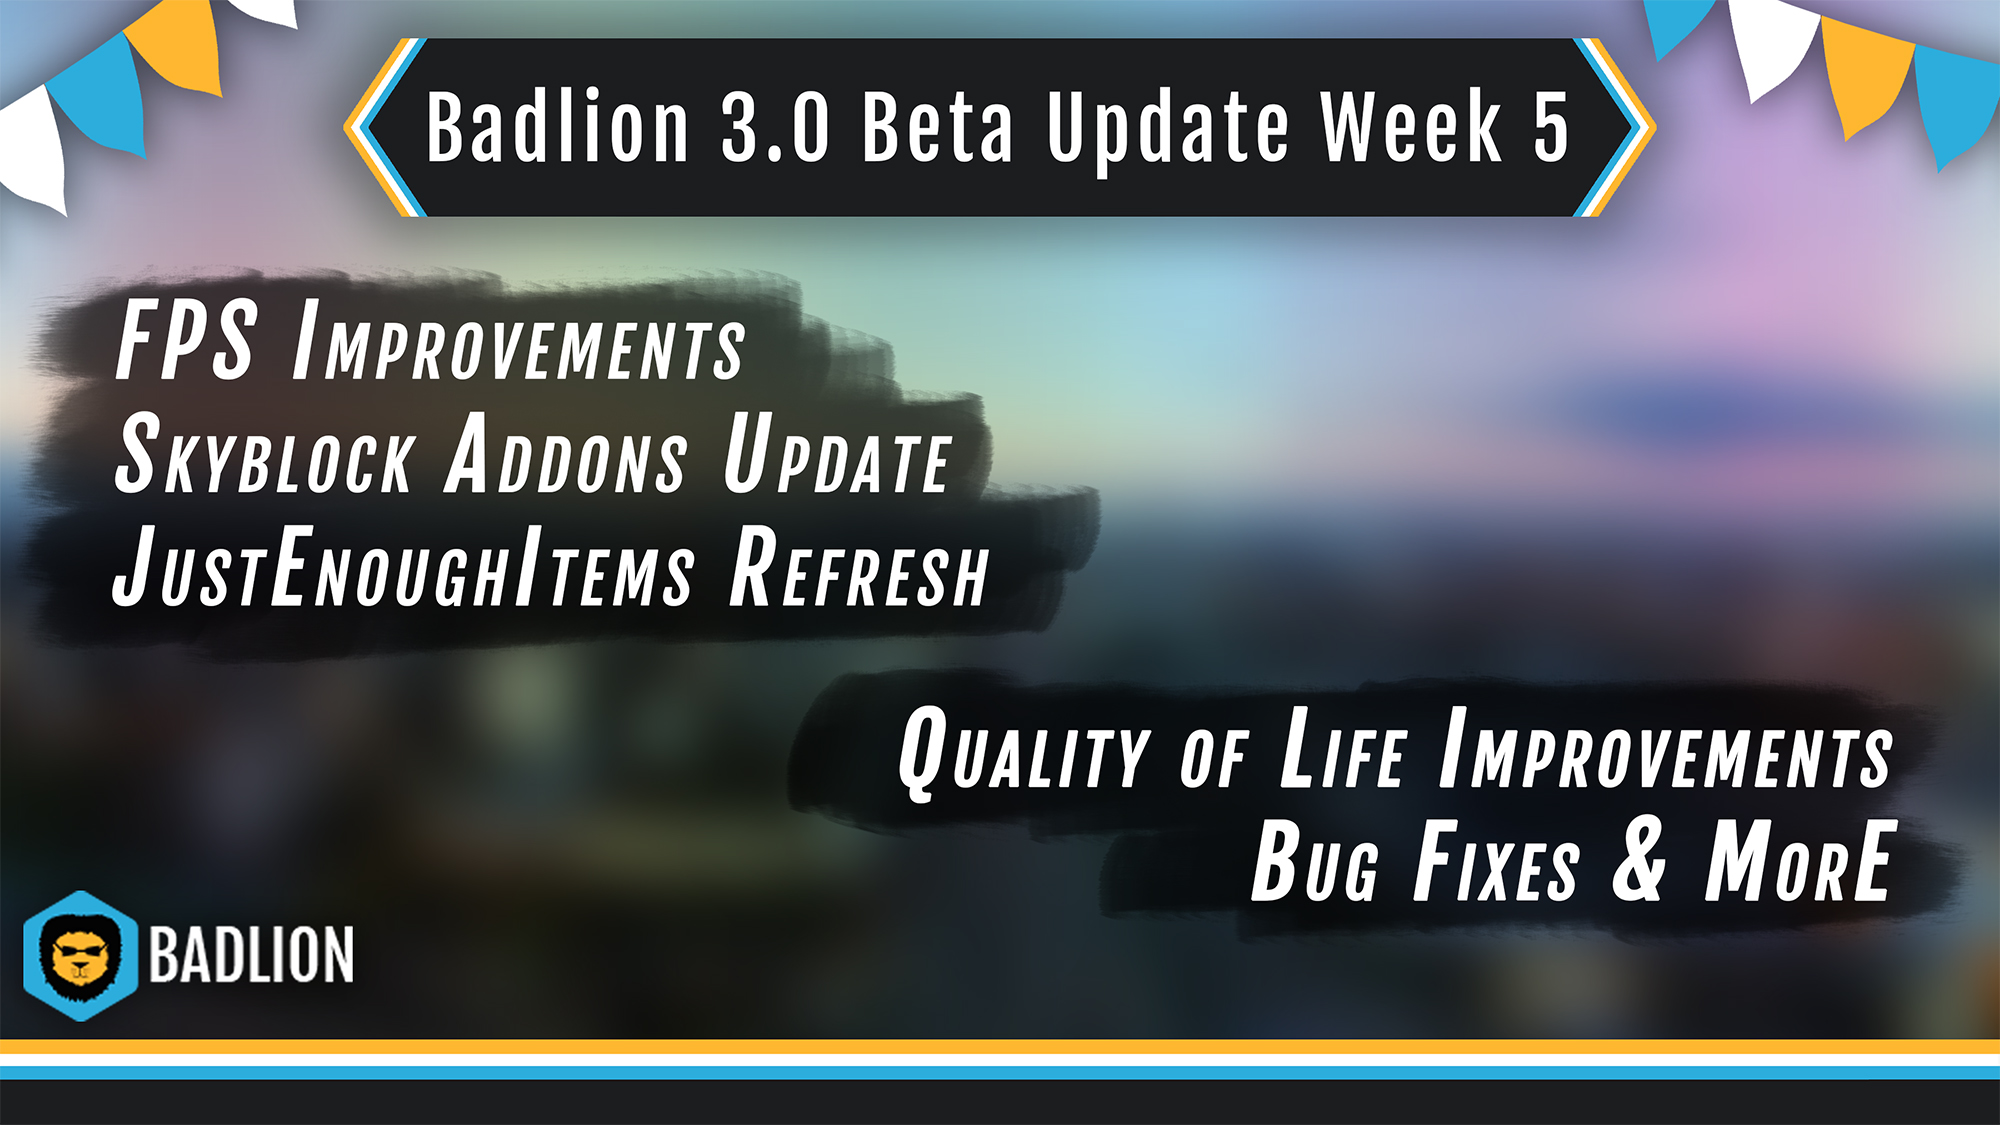 Badlion 3.0 Beta Update Week 5
FPS Improvements
Skyblock Addons Update
JustEnoughItems Refresh
Quality of Life Improvements
Bug Fixes & MorE
BADLION